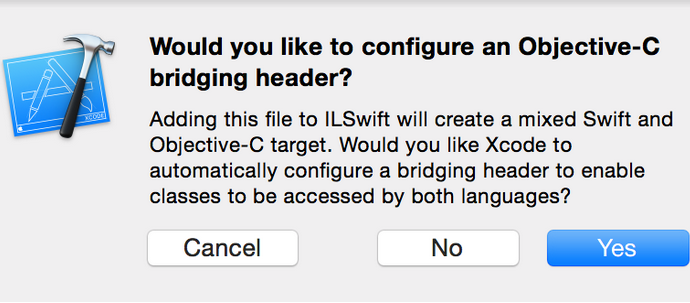 XCODE
Would you like to configure an Objective-C
bridging header?
Adding this file to ILSwift will create a mixed Swift and
Objective-C target. Would you like Xcode to
automatically configure a bridging header to enable
classes to be accessed by both languages?
Cancel
No
Yes